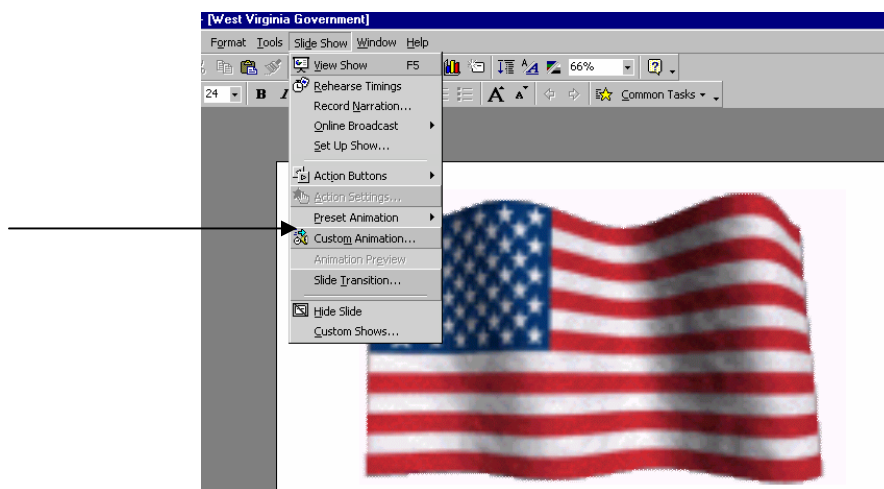 - [West Virginia Government]
Format Tools Slide Show Window Help
66%
24 B I A A Common Tasks
View Show F5
Rehearse Timings
Record Narration...
Online Broadcast
Set Up Show...
Action Buttons
Action Settings...
Preset Animation
Custom Animation...
Animation Preview
Slide Transition...
Hide Slide
Custom Shows...